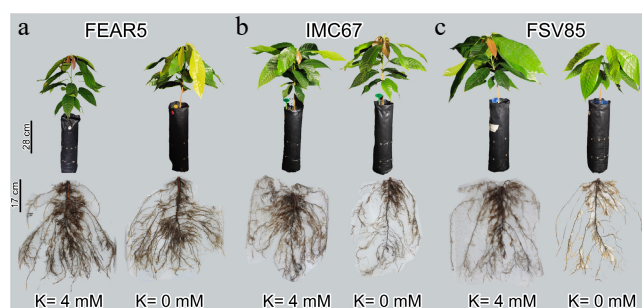 a FEAR5 b IMC67 c FSV85
28 cm
17 cm
K= 4 mM K= 0 mM K= 4 mM K= 0 mM K= 4 mM K= 0 mM